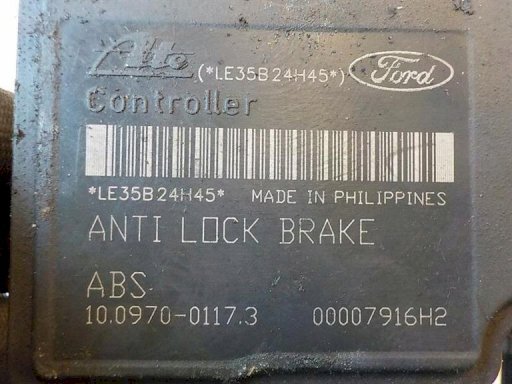 Ate (*LE35B24H45*) Ford
Controller
*LE35B24H45* MADE IN PHILIPPINES
ANTI LOCK BRAKE
ABS
10.0970-0117.3 00007916H2